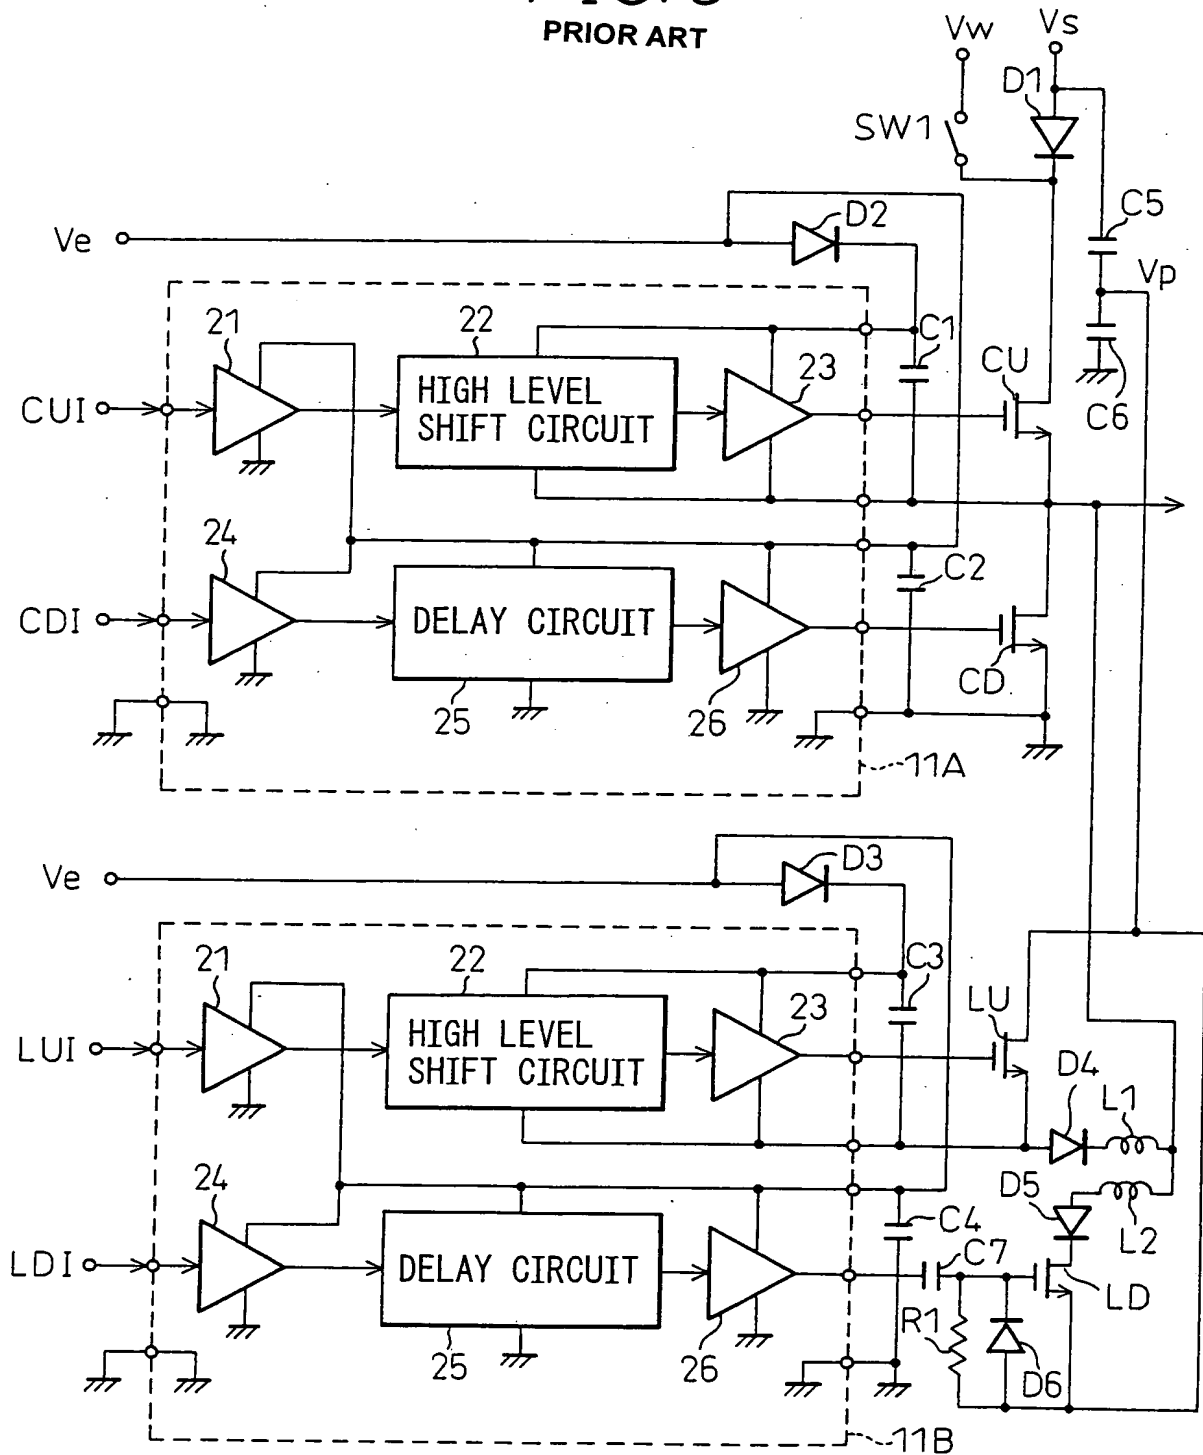 PRIOR ART
Vw
Vs
D1
SW1
C5
Vp
D2
Ve
21
22
C1
23
CU
C6
CUI
HIGH LEVEL
SHIFT CIRCUIT
24
C2
CDI
DELAY CIRCUIT
CD
25
26
11A
D3
Ve
21
22
C3
23
LU
LUI
HIGH LEVEL
SHIFT CIRCUIT
D4
L1
24
D5
C4
L2
LDI
DELAY CIRCUIT
C7
LD
R1
25
26
D6
11B